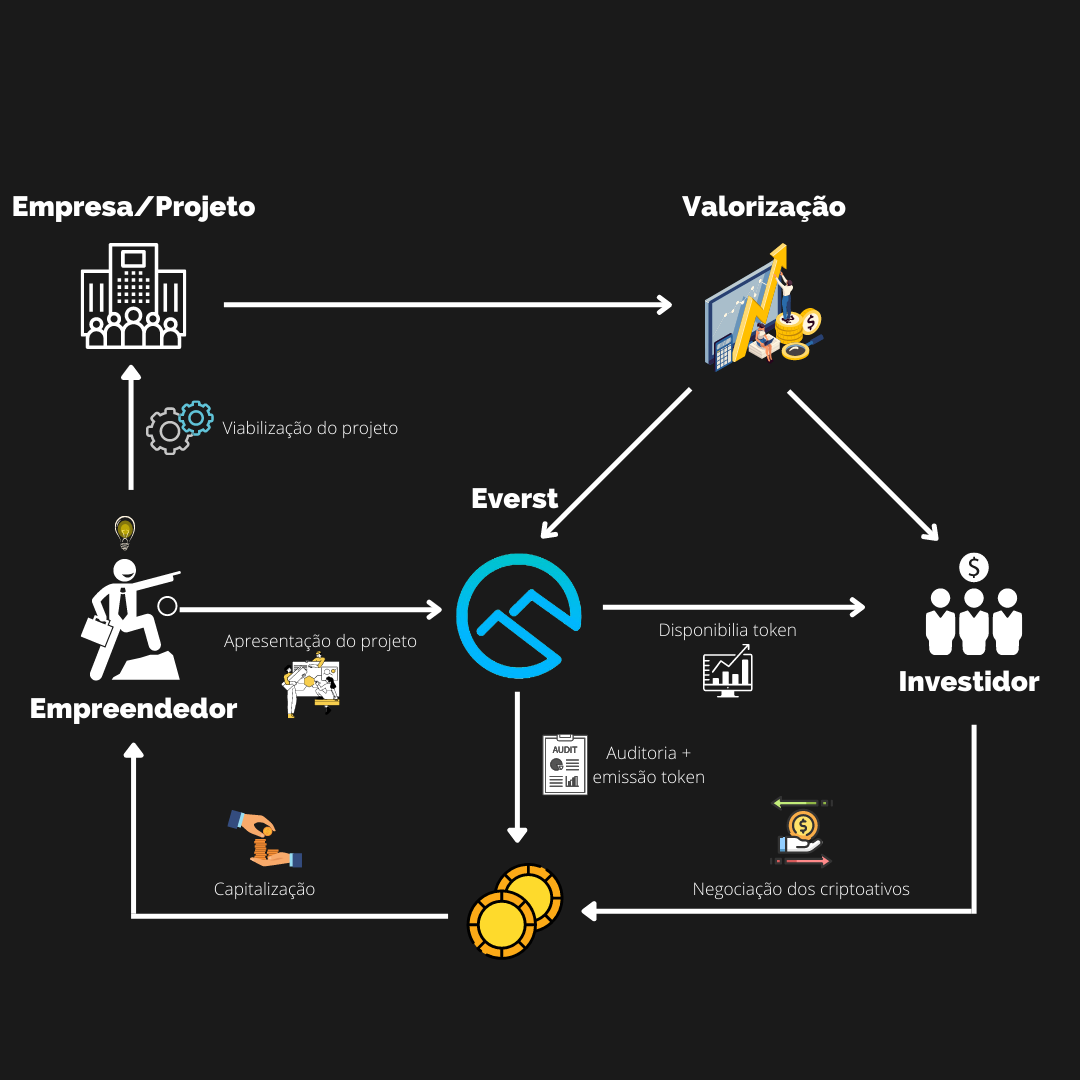 Empresa/Projeto
Valorização
Viabilização do projeto
Everst
Apresentação do projeto
Disponibilia token
Investidor
Empreendedor
AUDIT
Auditoria +
emissão token
Capitalização
Negociação dos criptoativos